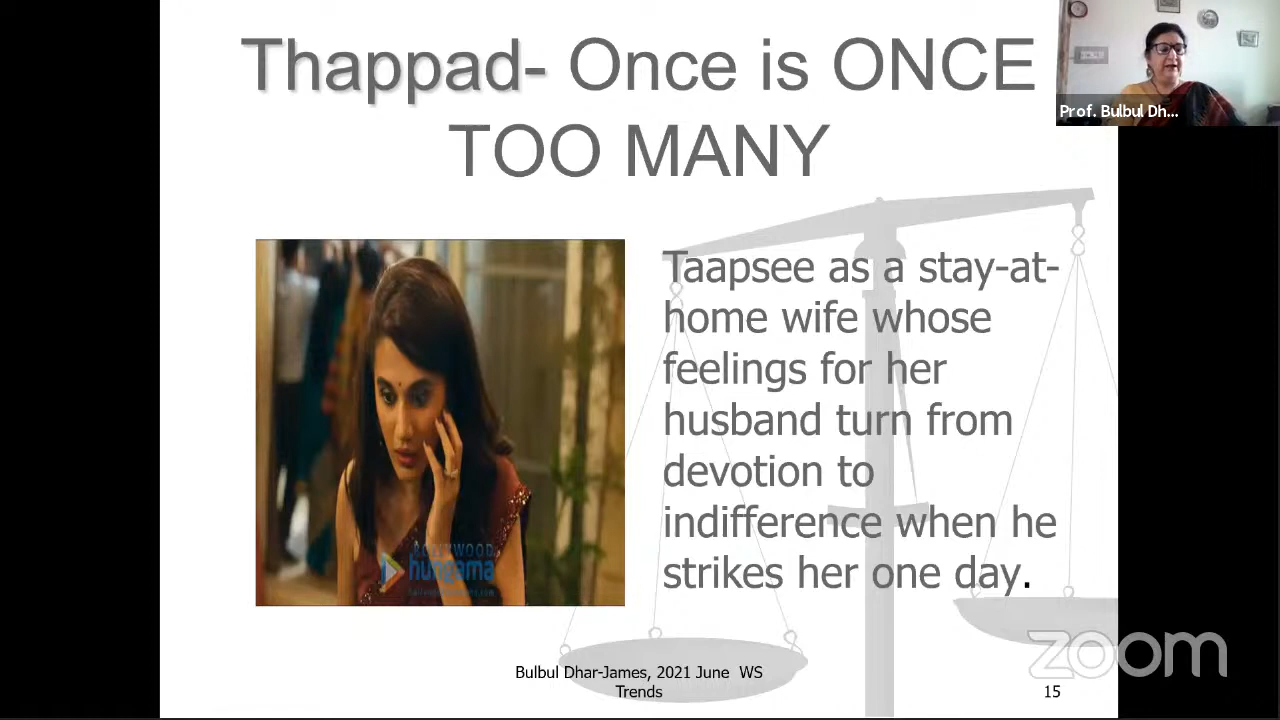 Thappad- Once is ONCE
TOO MANY
Prof. Bulbul Dh...
Taapsee as a stay-at-
home wife whose
feelings for her
husband turn from
devotion to
indifference when he
strikes her one day.
BOLLYWOOD
hungama
zoom
Bulbul Dhar-James, 2021 June WS
Trends
15